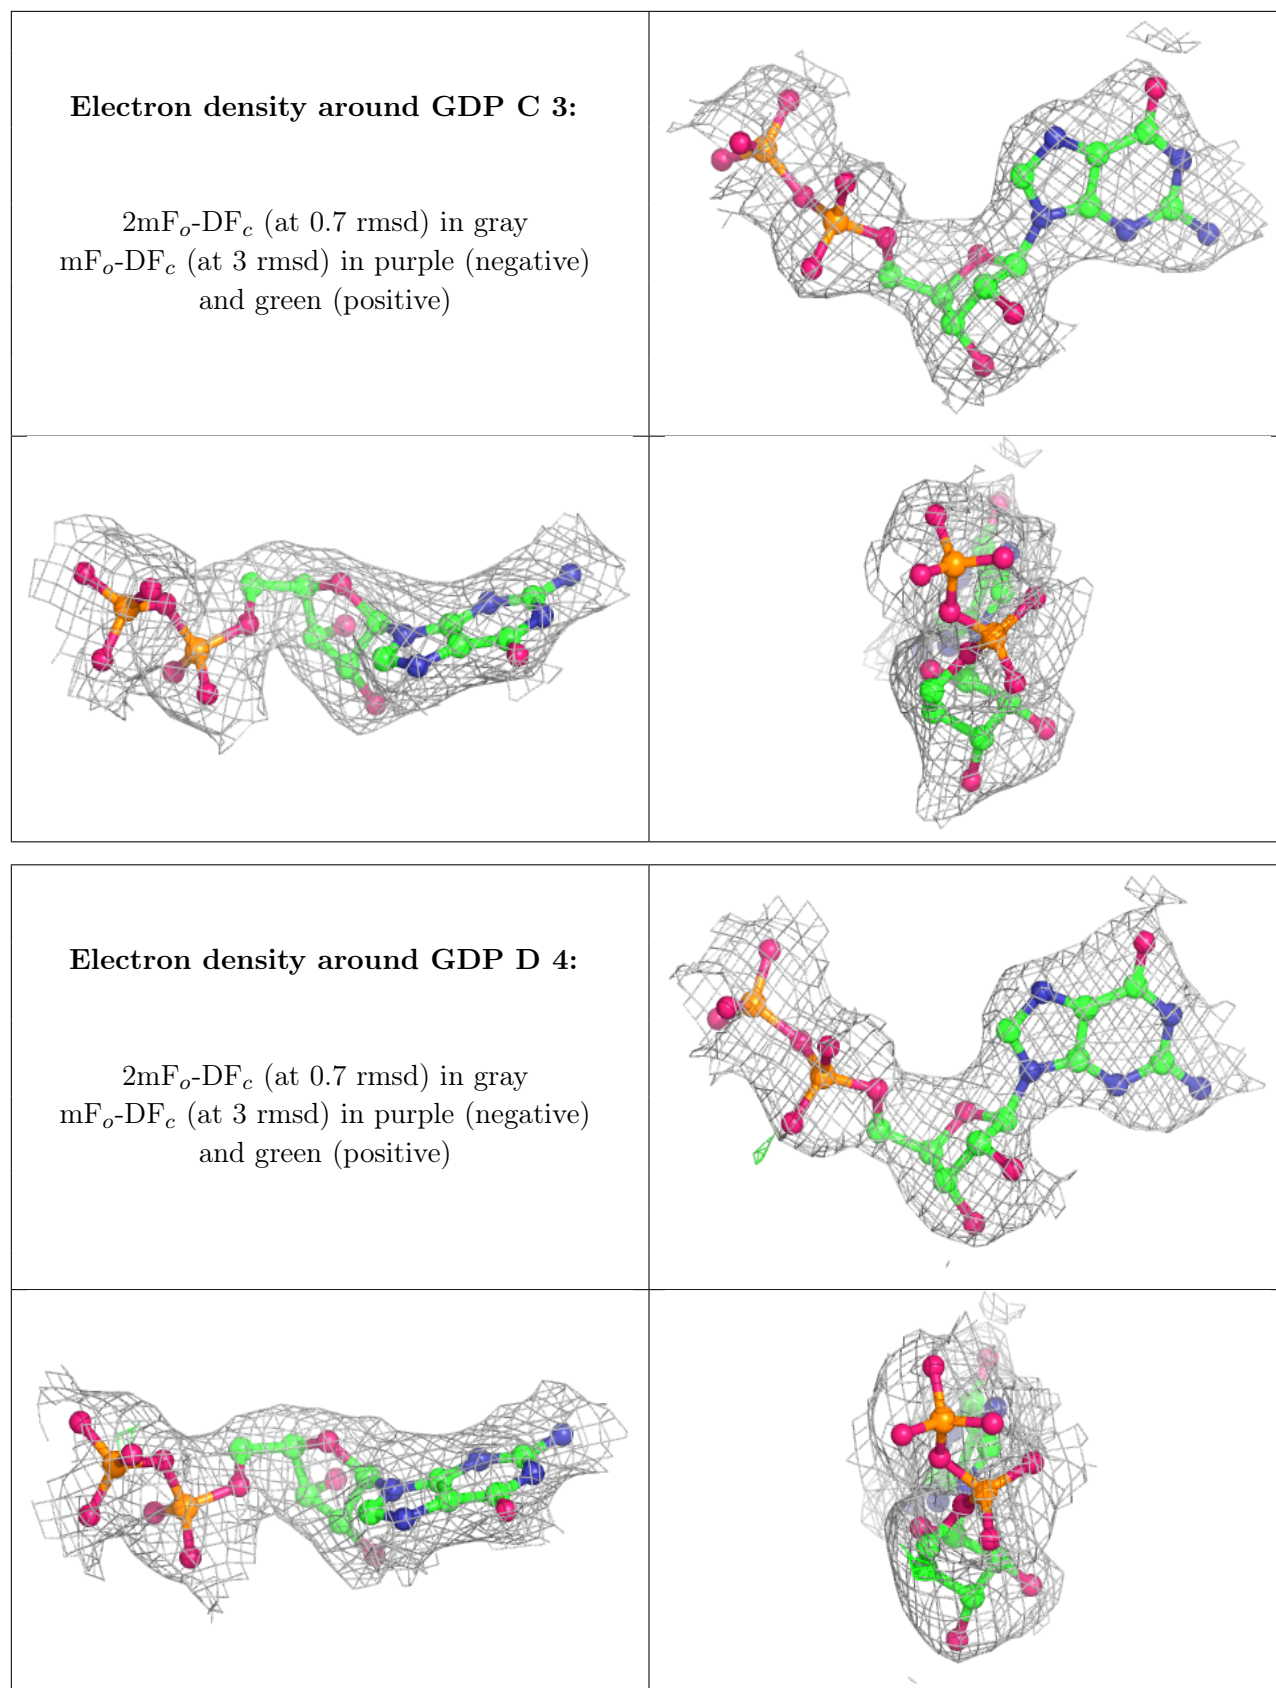 Electron density around GDP C 3:
2mFo-DFc (at 0.7 rmsd) in gray
mFo-DFc (at 3 rmsd) in purple (negative)
and green (positive)
Electron density around GDP D 4:
2mFo-DFc (at 0.7 rmsd) in gray
mFo-DFc (at 3 rmsd) in purple (negative)
and green (positive)